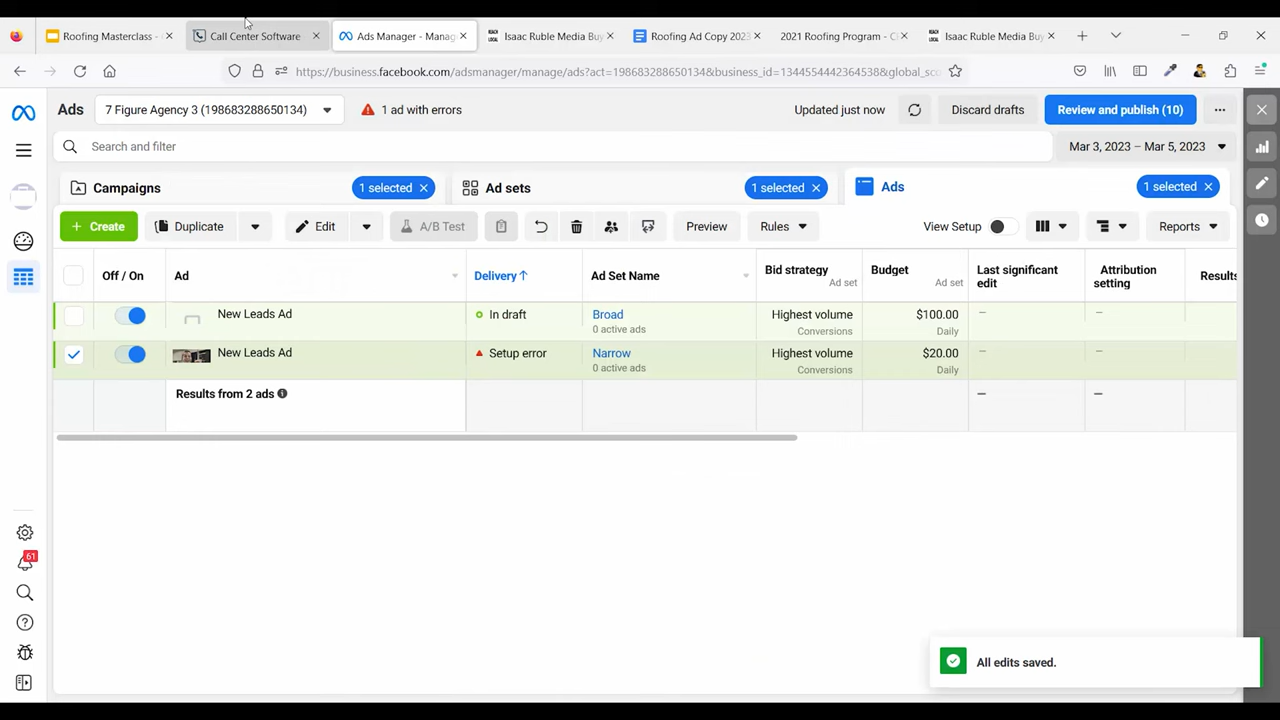 Roofing Masterclass -
Call Center Software
Ads Manager - Manag
Isaac Ruble Media Buy
Roofing Ad Copy 2023
2021 Roofing Program -
Isaac Ruble Media Buy
https://business.facebook.com/adsmanager/manage/ads?act=198683288650134&business_id=1344554442364538&global_sc
Ads
7 Figure Agency 3 (198683288650134)
1 ad with errors
Updated just now
Discard drafts
Review and publish (10)
Search and filter
Mar 3, 2023 – Mar 5, 2023
Campaigns
1 selected
Ad sets
1 selected
Ads
1 selected
+ Create
Duplicate
Edit
A/B Test
Preview
Rules
View Setup
Reports
Off / On
Ad
Delivery ↑
Ad Set Name
Bid strategy
Ad set
Budget
Ad set
Last significant
edit
Attribution
setting
Results
New Leads Ad
In draft
Broad
0 active ads
Highest volume
Conversions
$100.00
Daily
—
—
New Leads Ad
Setup error
Narrow
0 active ads
Highest volume
Conversions
$20.00
Daily
—
—
Results from 2 ads
—
—
61
All edits saved.